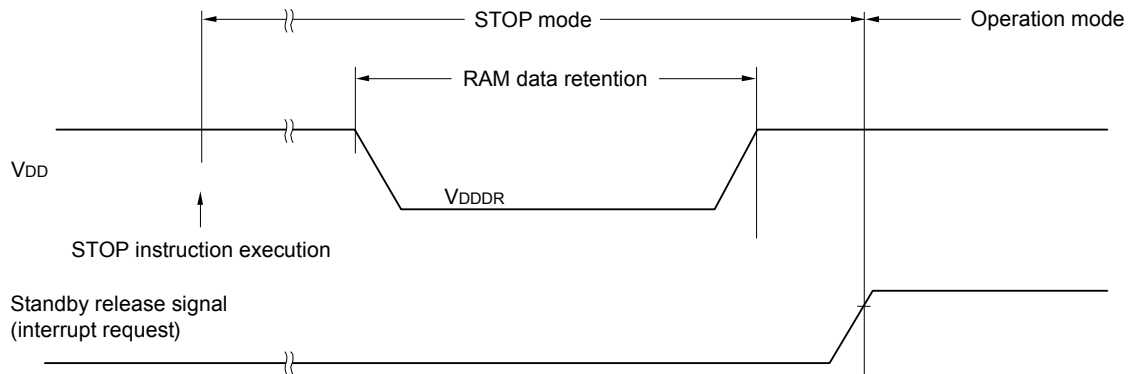 STOP mode
Operation mode
RAM data retention
VDD
VDDDR
STOP instruction execution
Standby release signal
(interrupt request)